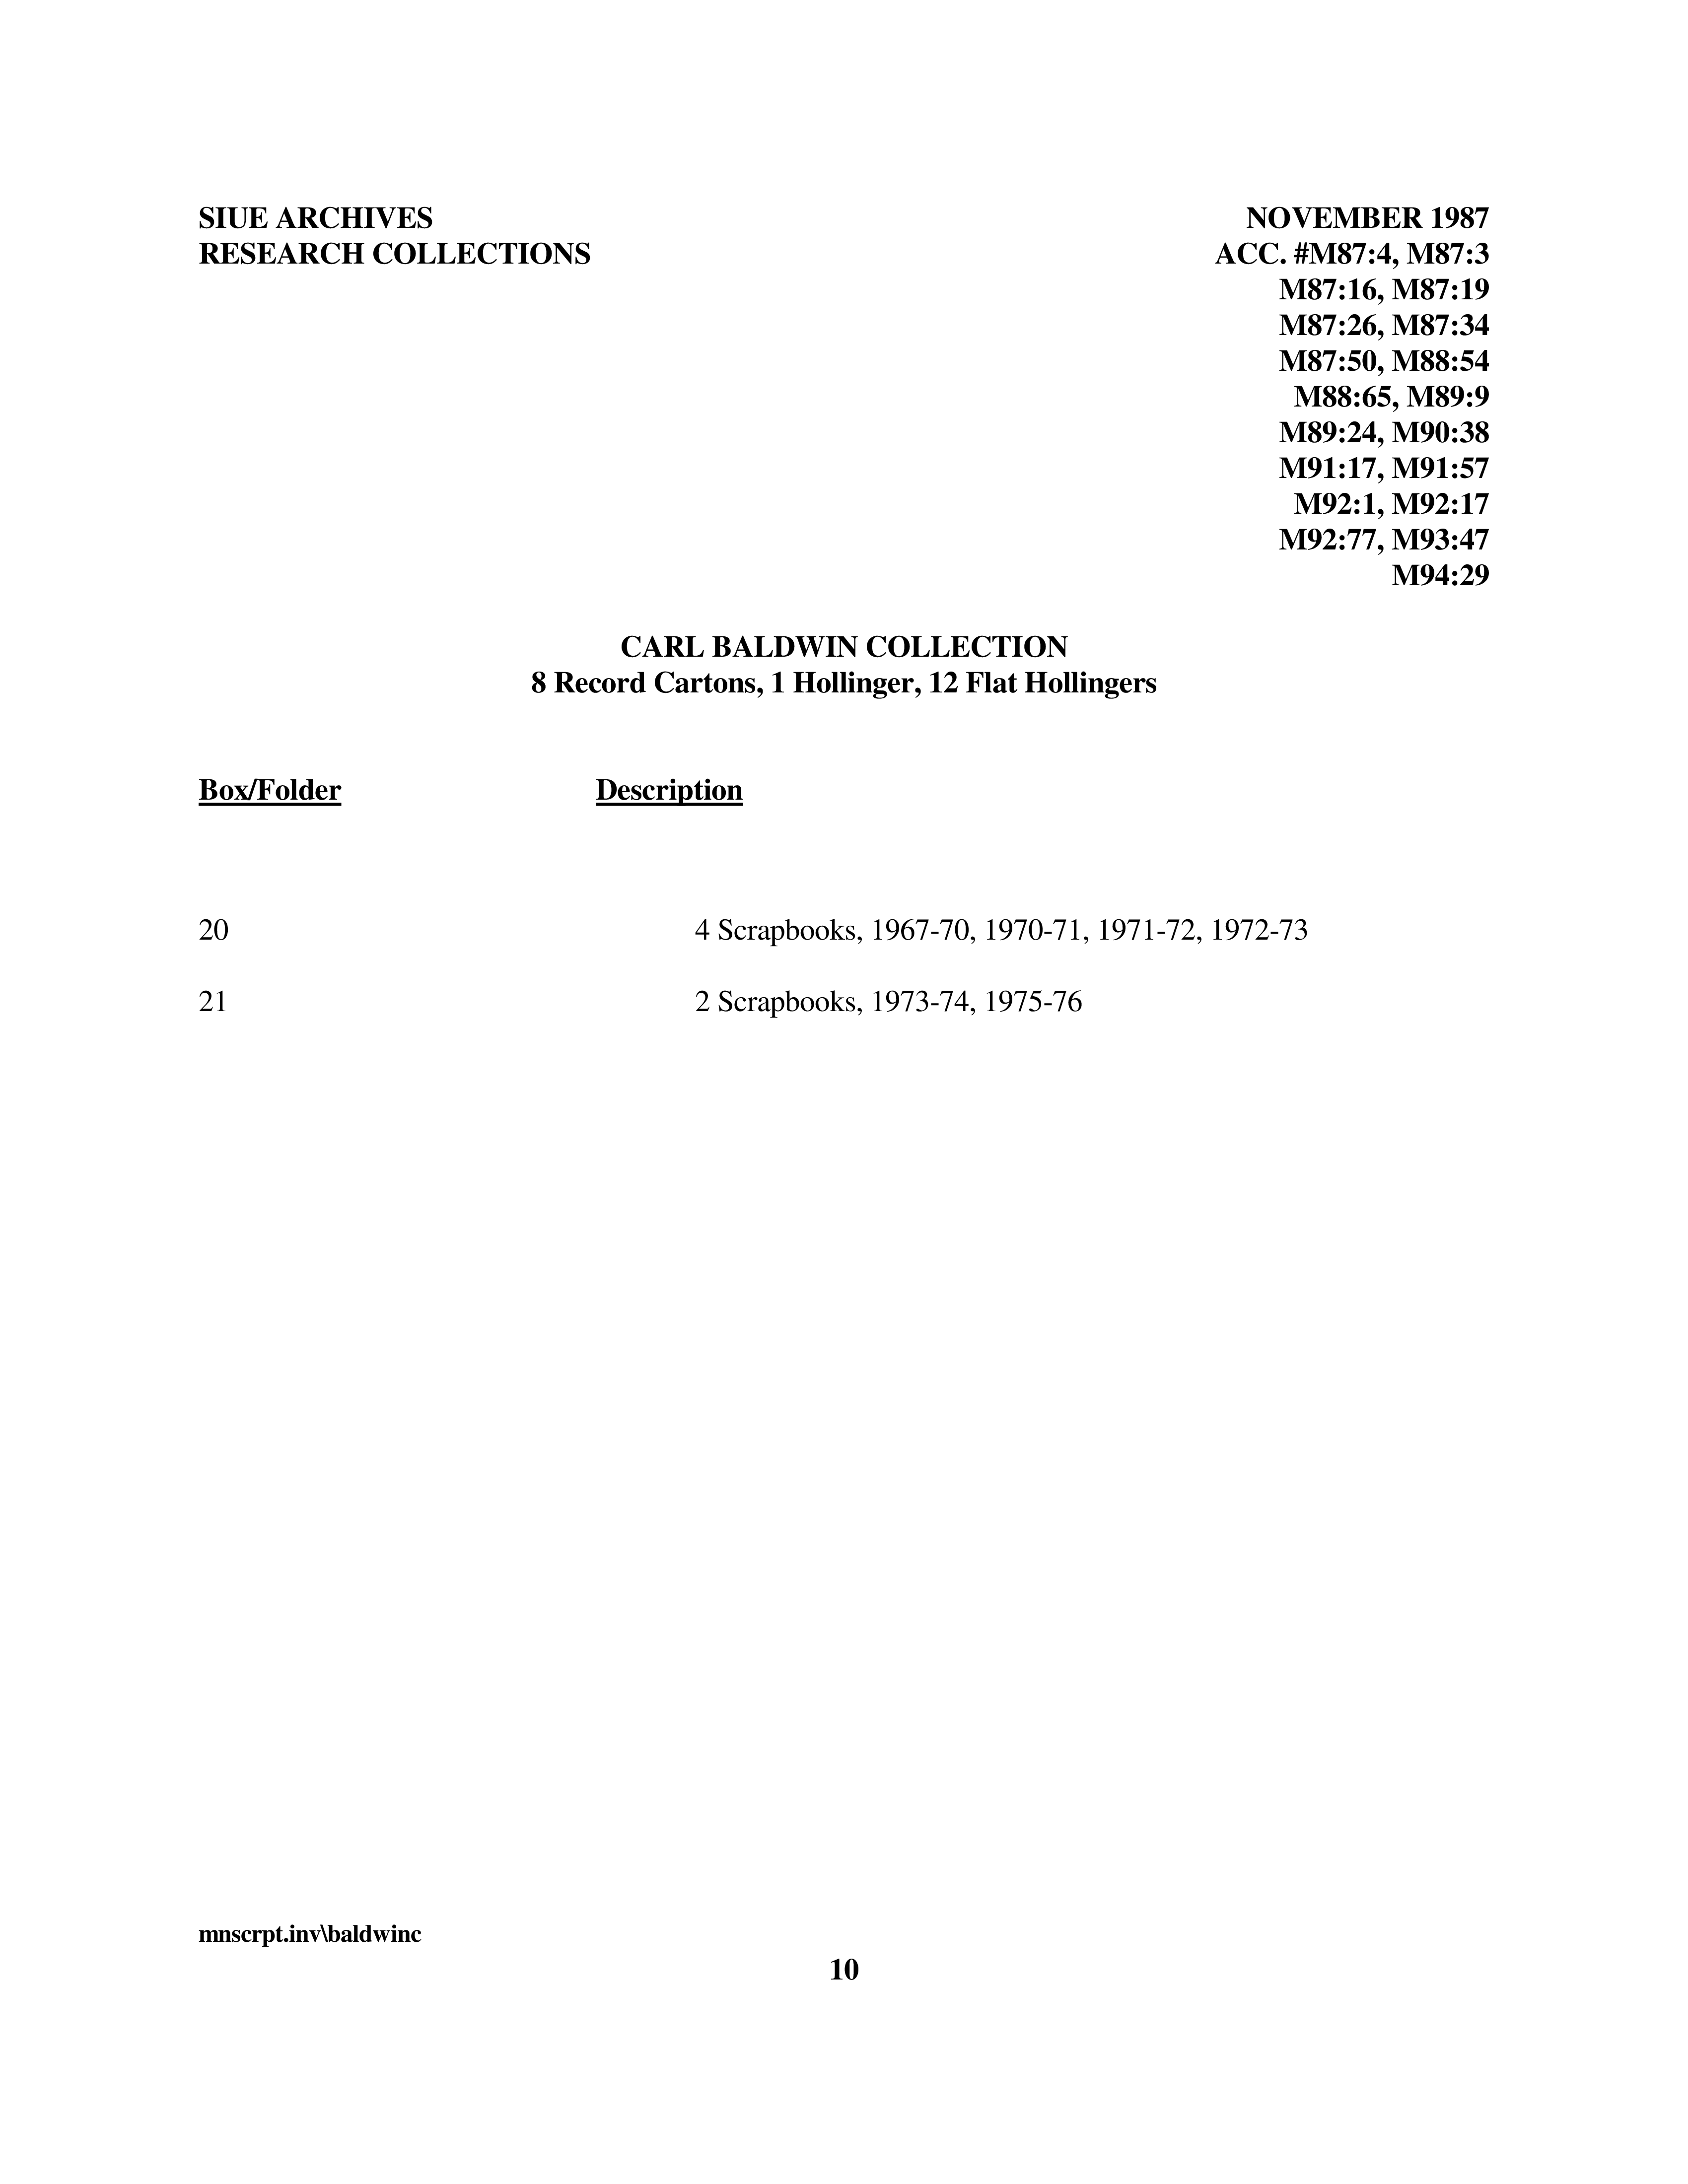 SIUE ARCHIVES
RESEARCH COLLECTIONS
NOVEMBER 1987
ACC. #M87:4, M87:3
M87:16, M87:19
M87:26, M87:34
M87:50, M88:54
M88:65, M89:9
M89:24, M90:38
M91:17, M91:57
M92:1, M92:17
M92:77, M93:47
M94:29
CARL BALDWIN COLLECTION
8 Record Cartons, 1 Hollinger, 12 Flat Hollingers
Box/Folder Description
20 4 Scrapbooks, 1967-70, 1970-71, 1971-72, 1972-73
21 2 Scrapbooks, 1973-74, 1975-76
mnscrpt.inv\baldwinc
10